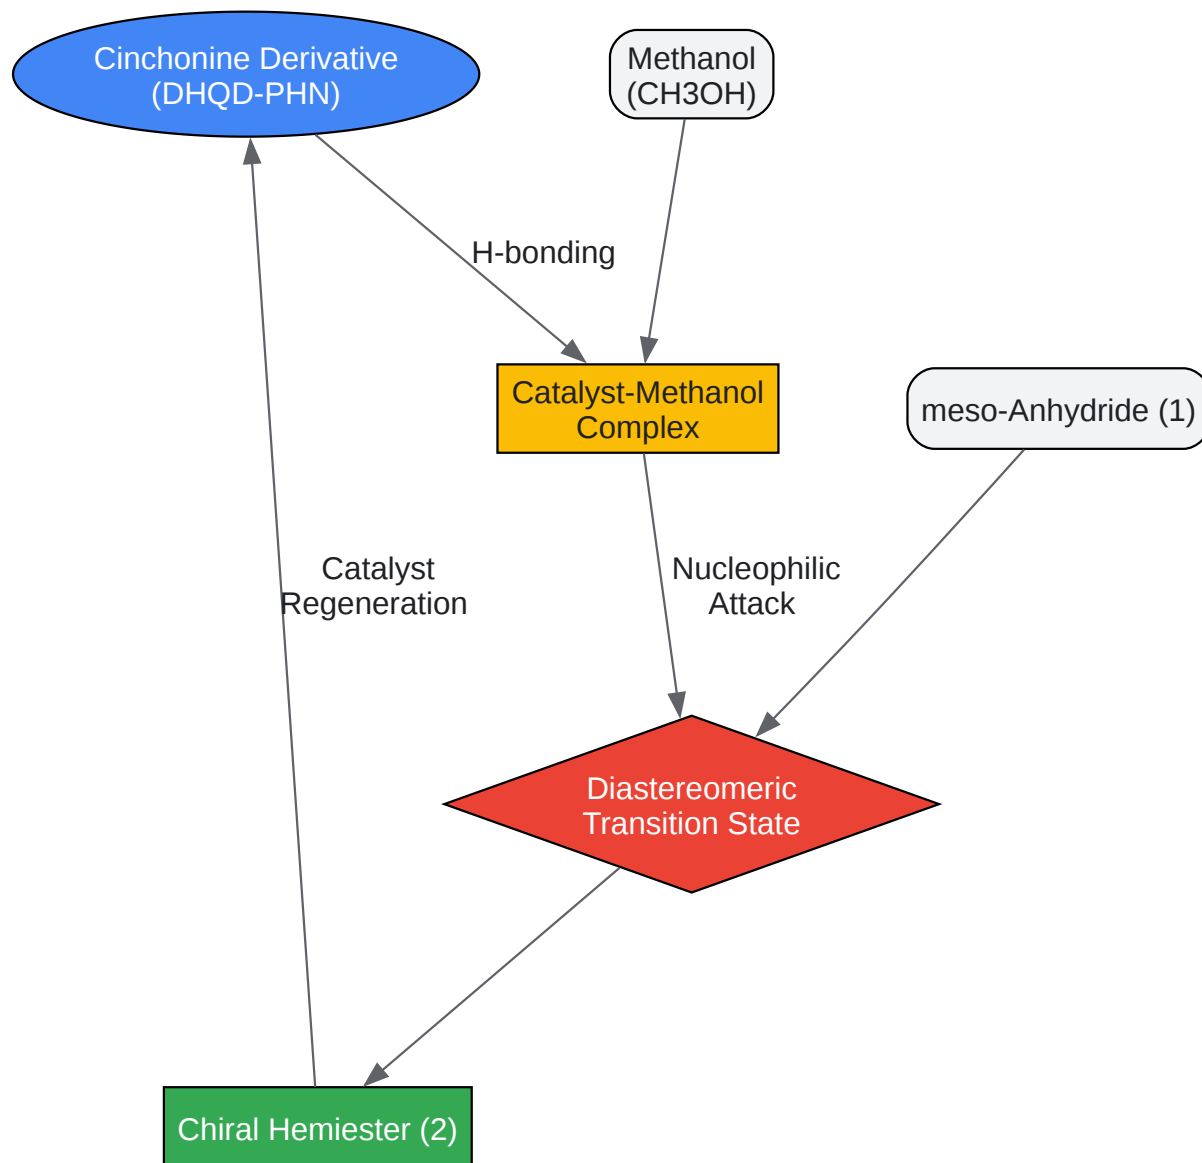 Cinchonine Derivative
(DHQD-PHN)
Methanol
(CH3OH)
H-bonding
Catalyst-Methanol
Complex
meso-Anhydride (1)
Catalyst
Regeneration
Nucleophilic
Attack
Diastereomeric
Transition State
Chiral Hemiester (2)